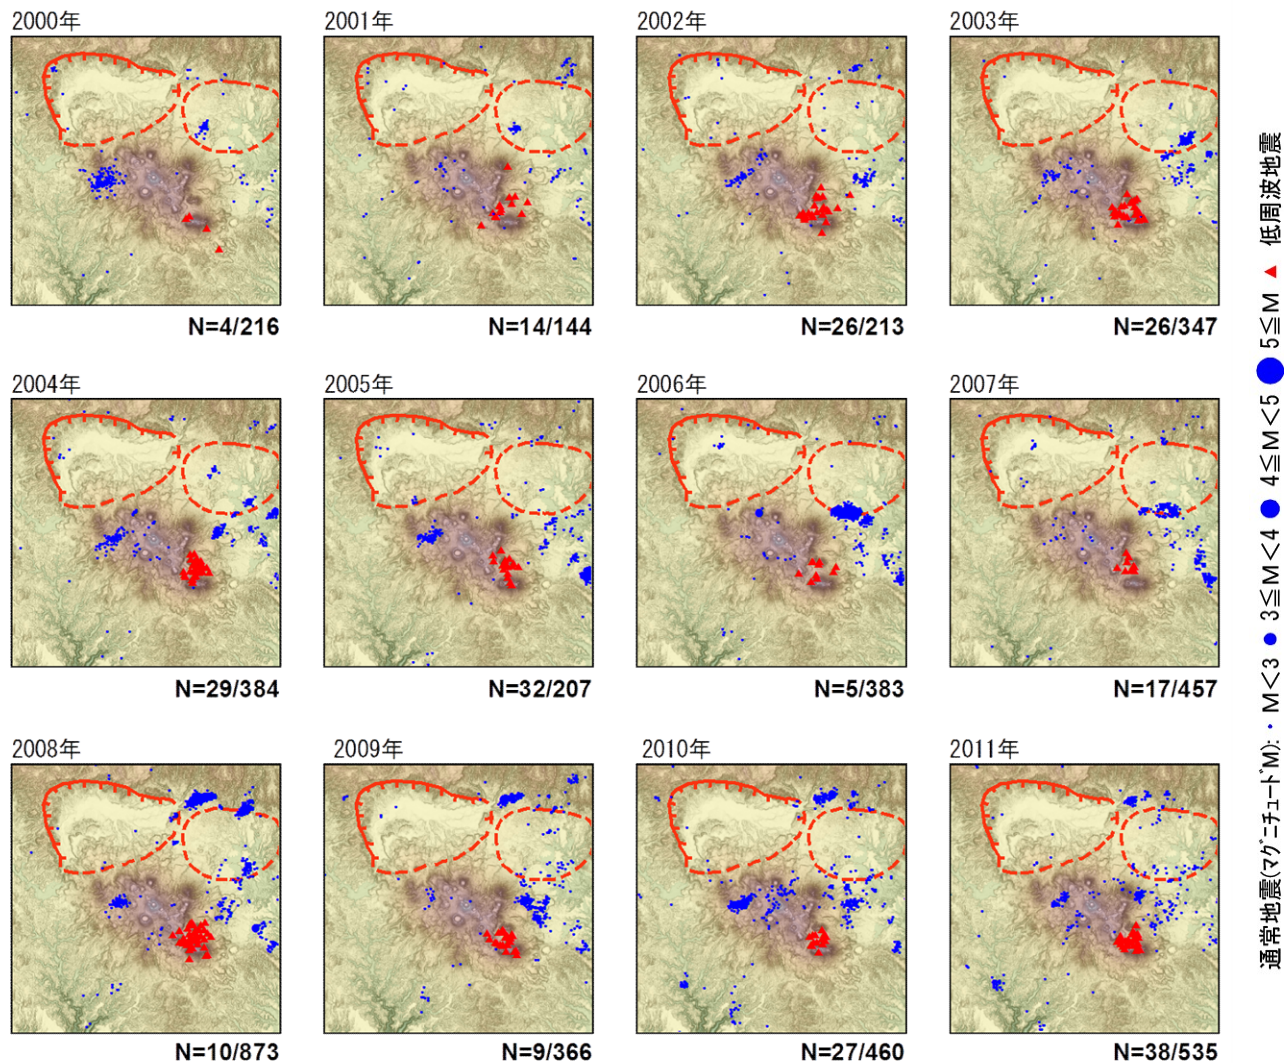 2000年
2001年
2002年
2003年
N=4/216
N=14/144
N=26/213
N=26/347
2004年
2005年
2006年
2007年
N=29/384
N=32/207
N=5/383
N=17/457
2008年
2009年
2010年
2011年
N=10/873
N=9/366
N=27/460
N=38/535
通常地震(マグニチュードM): M<3 3≦M<4 4≦M<5 5≦M 低周波地震